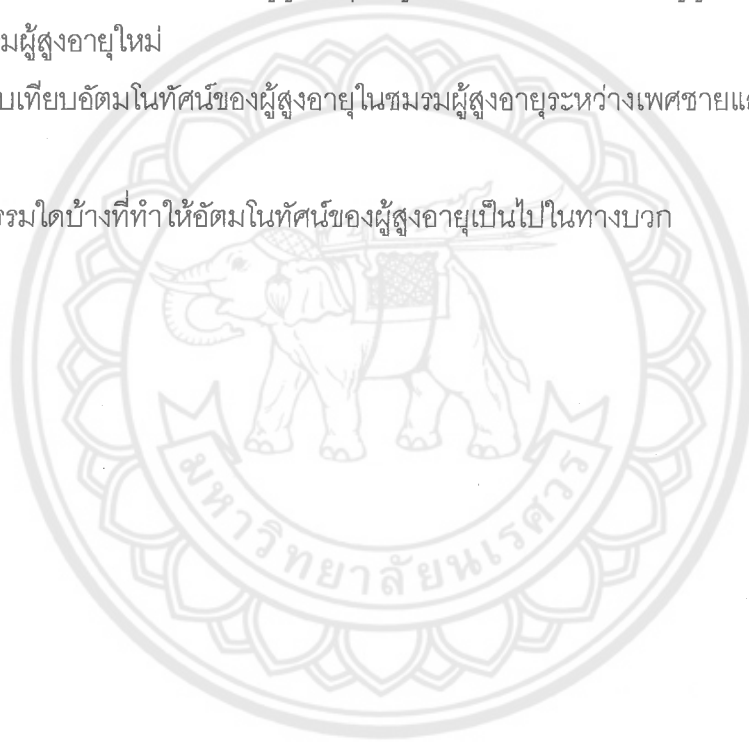 มผู้สูงอายุใหม่
บเทียบอัตมโนทัศน์ของผู้สูงอายุในชมรมผู้สูงอายุระหว่างเพศชายแ
รรมใดบ้างที่ทำให้อัตมโนทัศน์ของผู้สูงอายุเป็นไปในทางบวก
มหาวิทยาลัยนเรศวร